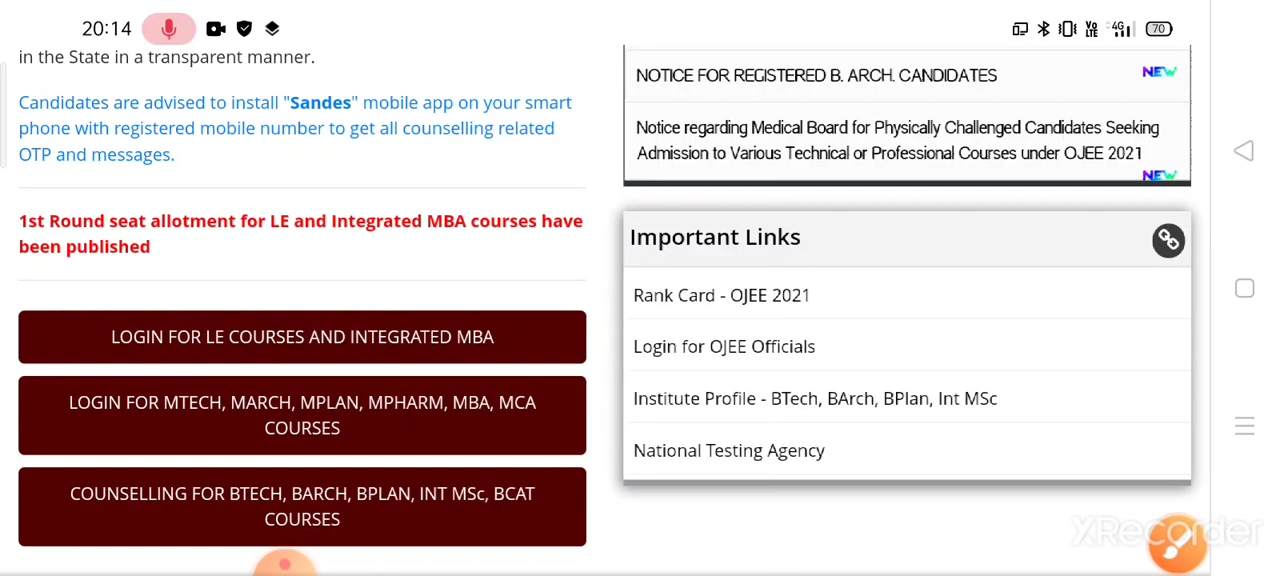 20:14
VO
LTE
4G
70
in the State in a transparent manner.
Candidates are advised to install "Sandes" mobile app on your smart
phone with registered mobile number to get all counselling related
OTP and messages.
1st Round seat allotment for LE and Integrated MBA courses have
been published
LOGIN FOR LE COURSES AND INTEGRATED MBA
LOGIN FOR MTECH, MARCH, MPLAN, MPHARM, MBA, MCA
COURSES
COUNSELLING FOR BTECH, BARCH, BPLAN, INT MSc, BCAT
COURSES
NOTICE FOR REGISTERED B. ARCH. CANDIDATES NEW
Notice regarding Medical Board for Physically Challenged Candidates Seeking
Admission to Various Technical or Professional Courses under OJEE 2021
NEW
Important Links
Rank Card - OJEE 2021
Login for OJEE Officials
Institute Profile - BTech, BArch, BPlan, Int MSc
National Testing Agency
XRecorder